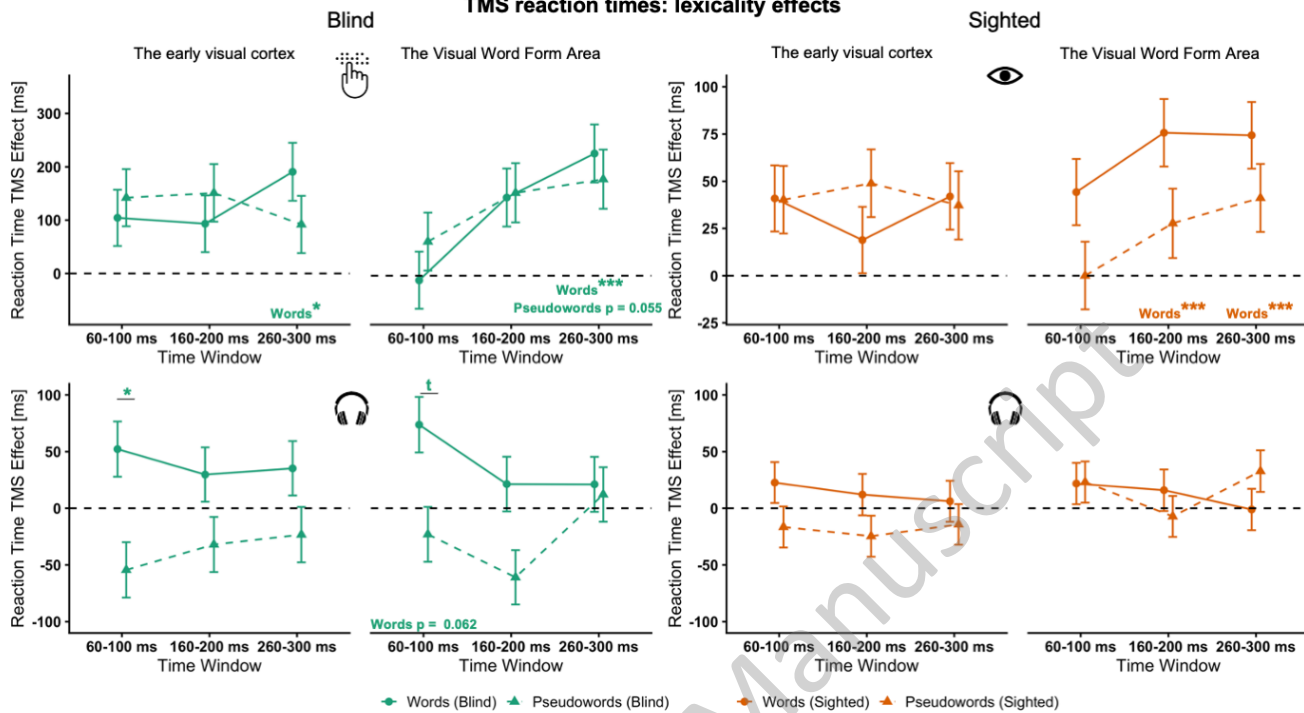 TMS reaction times: lexicality effects
Blind
Sighted
The early visual cortex
The Visual Word Form Area
The early visual cortex
The Visual Word Form Area
Reaction Time TMS Effect [ms]
300
200
100
0
Words*
60-100 ms 160-200 ms 260-300 ms
Time Window
Words***
Pseudowords p = 0.055
60-100 ms 160-200 ms 260-300 ms
Time Window
Reaction Time TMS Effect [ms]
100
75
50
25
0
-25
60-100 ms 160-200 ms 260-300 ms
Time Window
Words*** Words***
60-100 ms 160-200 ms 260-300 ms
Time Window
Reaction Time TMS Effect [ms]
100
50
0
-50
-100
*
60-100 ms 160-200 ms 260-300 ms
Time Window
t
Words p = 0.062
60-100 ms 160-200 ms 260-300 ms
Time Window
Reaction Time TMS Effect [ms]
100
50
0
-50
-100
60-100 ms 160-200 ms 260-300 ms
Time Window
60-100 ms 160-200 ms 260-300 ms
Time Window
Words (Blind) Pseudowords (Blind) Words (Sighted) Pseudowords (Sighted)
Manuscript